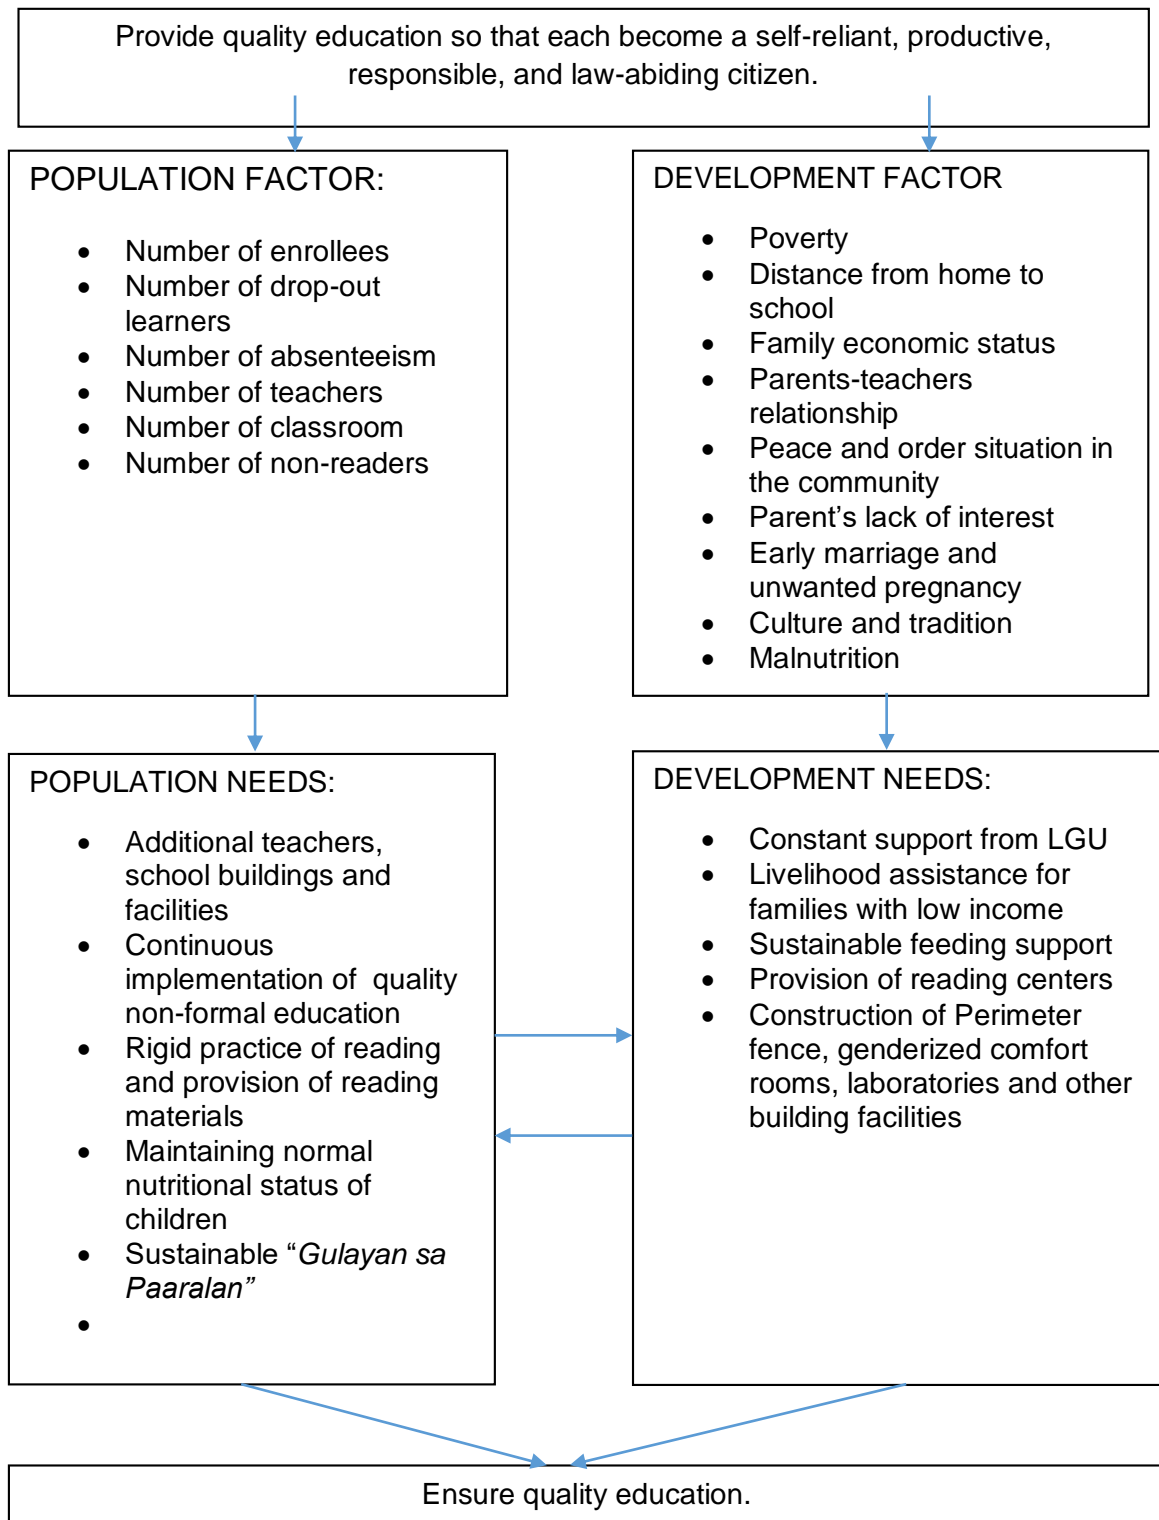 Provide quality education so that each become a self-reliant, productive,
responsible, and law-abiding citizen.
POPULATION FACTOR:
• Number of enrollees
• Number of drop-out
learners
• Number of absenteeism
• Number of teachers
• Number of classroom
• Number of non-readers
DEVELOPMENT FACTOR
• Poverty
• Distance from home to
school
• Family economic status
• Parents-teachers
relationship
• Peace and order situation in
the community
• Parent’s lack of interest
• Early marriage and
unwanted pregnancy
• Culture and tradition
• Malnutrition
POPULATION NEEDS:
• Additional teachers,
school buildings and
facilities
• Continuous
implementation of  quality
non-formal education
• Rigid practice of reading
and provision of reading
materials
• Maintaining normal
nutritional status of
children
• Sustainable “Gulayan sa
Paaralan”
•
DEVELOPMENT NEEDS:
• Constant support from LGU
• Livelihood assistance for
families with low income
• Sustainable feeding support
• Provision of reading centers
• Construction of Perimeter
fence, genderized comfort
rooms, laboratories and other
building facilities
Ensure quality education.